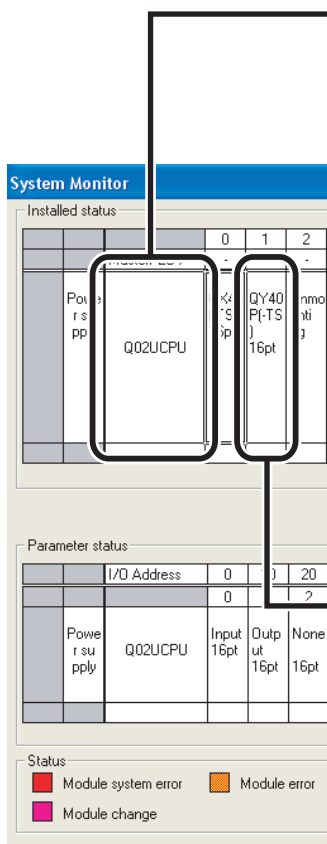 System Monitor
Installed status
0 1 2
- -
Q02UCPU
QY40
P(-TS
)
16pt
Parameter status
I/O Address 0 20
0 2
Powe
r su
pply
Q02UCPU
Input
16pt
Outp
ut
16pt
None
16pt
Status
Module system error Module error
Module change